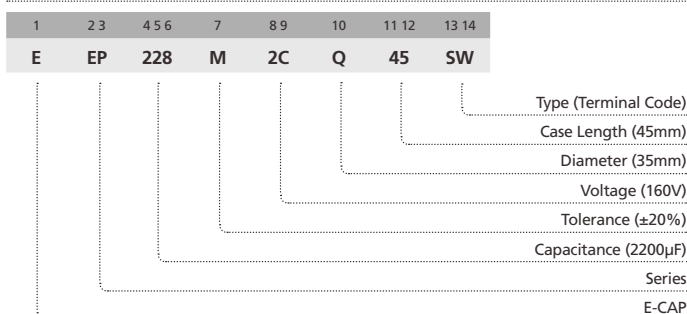 1 2 3 4 5 6 7 8 9 10 11 12 13 14
E EP 228 M 2C Q 45 SW
Type (Terminal Code)
Case Length (45mm)
Diameter (35mm)
Voltage (160V)
Tolerance (±20%)
Capacitance (2200µF)
Series
E-CAP